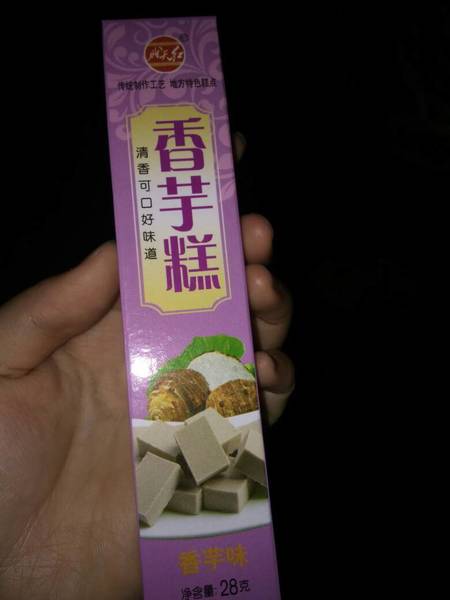 传统制作工艺 地方特色糕点
香芋糕
清香可口好味道
香芋味
净含量:28克